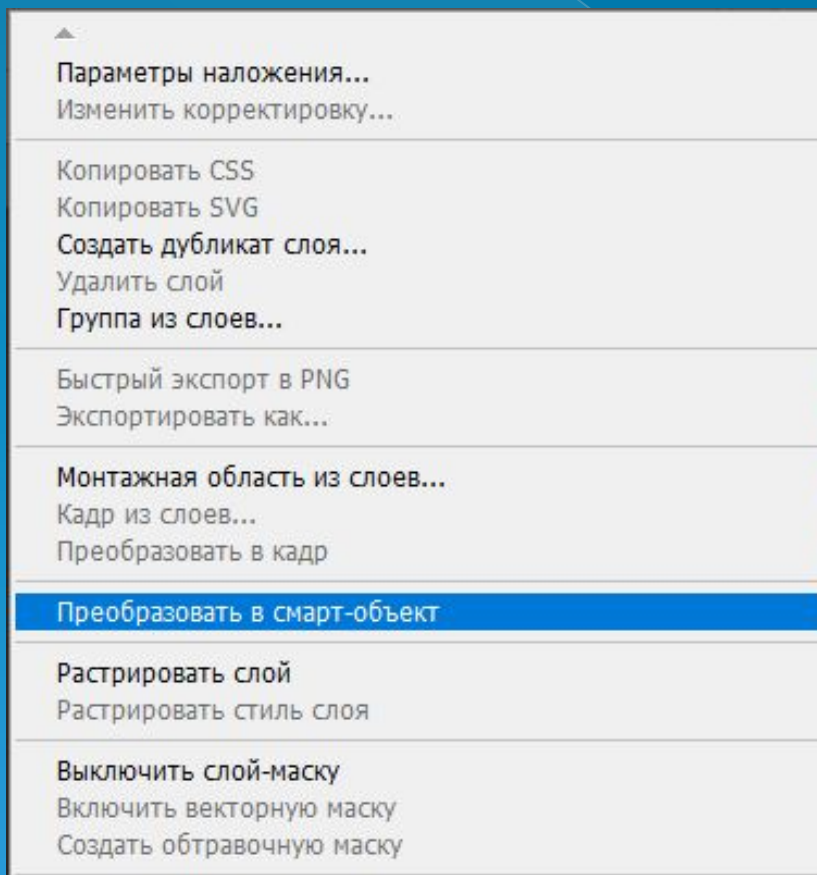 Параметры наложения...
Изменить корректировку...
Копировать CSS
Копировать SVG
Создать дубликат слоя...
Удалить слой
Группа из слоев...
Быстрый экспорт в PNG
Экспортировать как...
Монтажная область из слоев...
Кадр из слоев...
Преобразовать в кадр
Преобразовать в смарт-объект
Растрировать слой
Растрировать стиль слоя
Выключить слой-маску
Включить векторную маску
Создать обтравочную маску